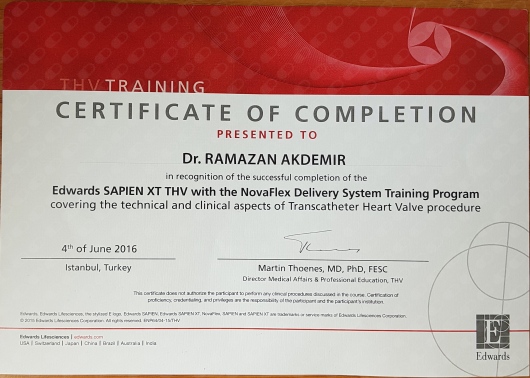 THV TRAINING
CERTIFICATE OF COMPLETION
PRESENTED TO
Dr. RAMAZAN AKDEMIR
in recognition of the successful completion of the
Edwards SAPIEN XT THV with the NovaFlex Delivery System Training Program
covering the technical and clinical aspects of Transcatheter Heart Valve procedure
4th of June 2016
Istanbul, Turkey
Martin Thoenes, MD, PhD, FESC
Director Medical Affairs & Professional Education, THV
This certificate does not authorize the participant to perform any clinical procedures discussed in the course. Certification of
proficiency, credentialing, and privileges are the responsibility of the participant and the participant's institution.
Edwards, Edwards Lifesciences, the stylized E logo, Edwards SAPIEN, Edwards SAPIEN XT, NovaFlex, SAPIEN and SAPIEN XT are trademarks or service marks of Edwards Lifesciences Corporation.
Edwards Lifesciences Corporation. All rights reserved.
Edwards Lifesciences | edwards.com
USA | Switzerland | Japan | China | Brazil | Australia | India
Edwards